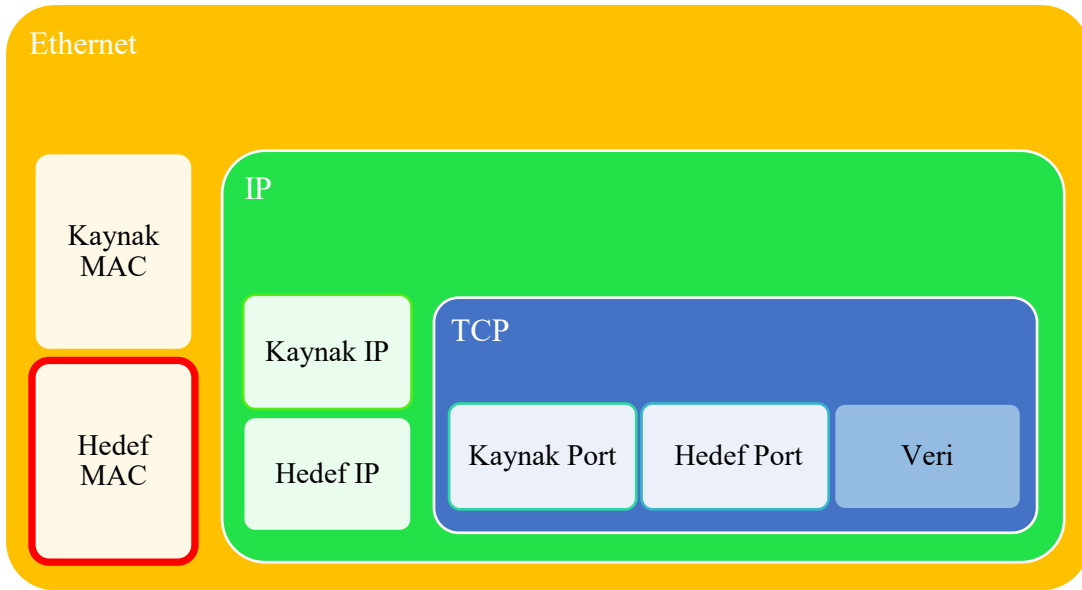 Ethernet
Kaynak
MAC
Hedef
MAC
IP
Kaynak IP
Hedef IP
TCP
Kaynak Port
Hedef Port
Veri